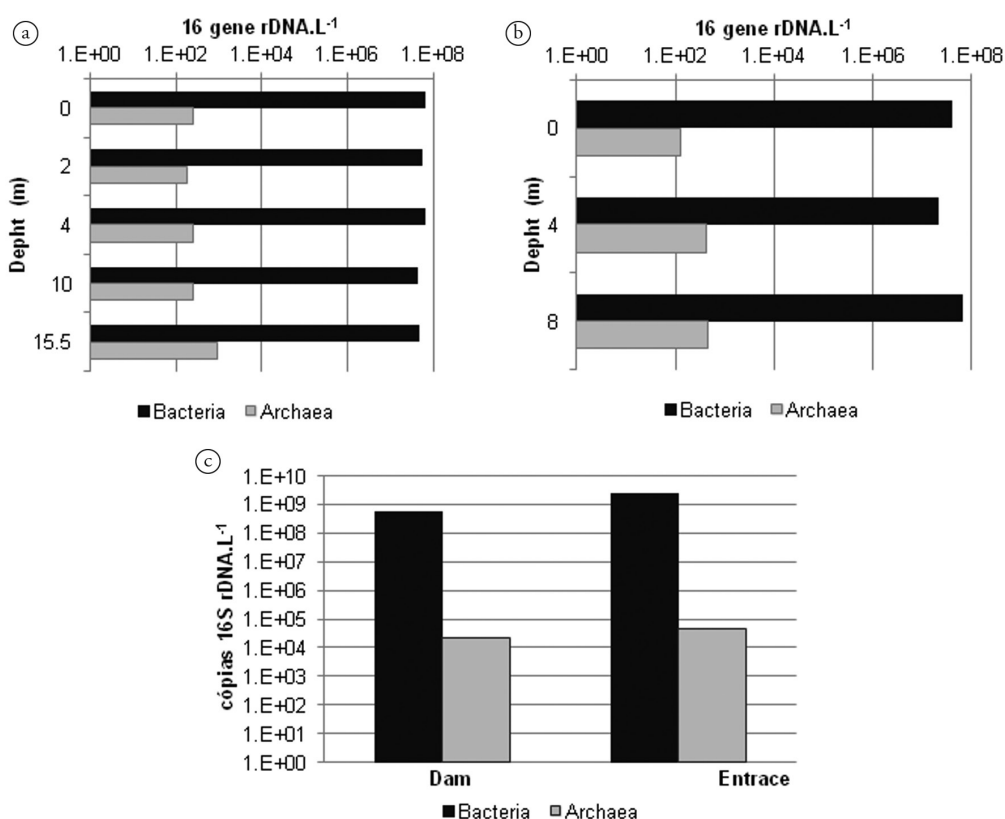 a
16 gene rDNA.L-1
1.E+00 1.E+02 1.E+04 1.E+06 1.E+08
Depht (m)
0
2
4
10
15.5
Bacteria Archaea
b
16 gene rDNA.L-1
1.E+00 1.E+02 1.E+04 1.E+06 1.E+08
Depht (m)
0
4
8
Bacteria Archaea
c
cópias 16S rDNA.L-1
1.E+10
1.E+09
1.E+08
1.E+07
1.E+06
1.E+05
1.E+04
1.E+03
1.E+02
1.E+01
1.E+00
Dam Entrace
Bacteria Archaea